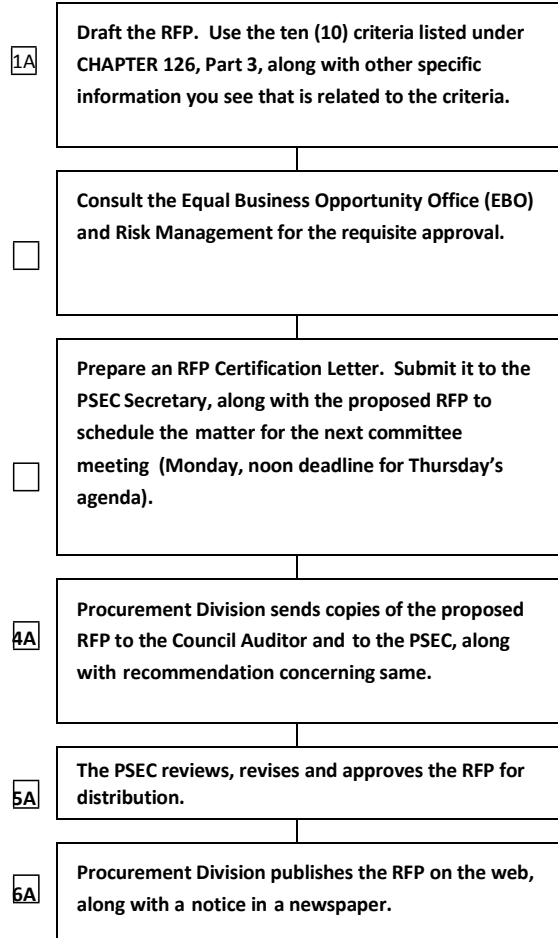 1A
Draft the RFP. Use the ten (10) criteria listed under
CHAPTER 126, Part 3, along with other specific
information you see that is related to the criteria.
Consult the Equal Business Opportunity Office (EBO)
and Risk Management for the requisite approval.
Prepare an RFP Certification Letter. Submit it to the
PSEC Secretary, along with the proposed RFP to
schedule the matter for the next committee
meeting (Monday, noon deadline for Thursday’s
agenda).
4A
Procurement Division sends copies of the proposed
RFP to the Council Auditor and to the PSEC, along
with recommendation concerning same.
5A
The PSEC reviews, revises and approves the RFP for
distribution.
6A
Procurement Division publishes the RFP on the web,
along with a notice in a newspaper.